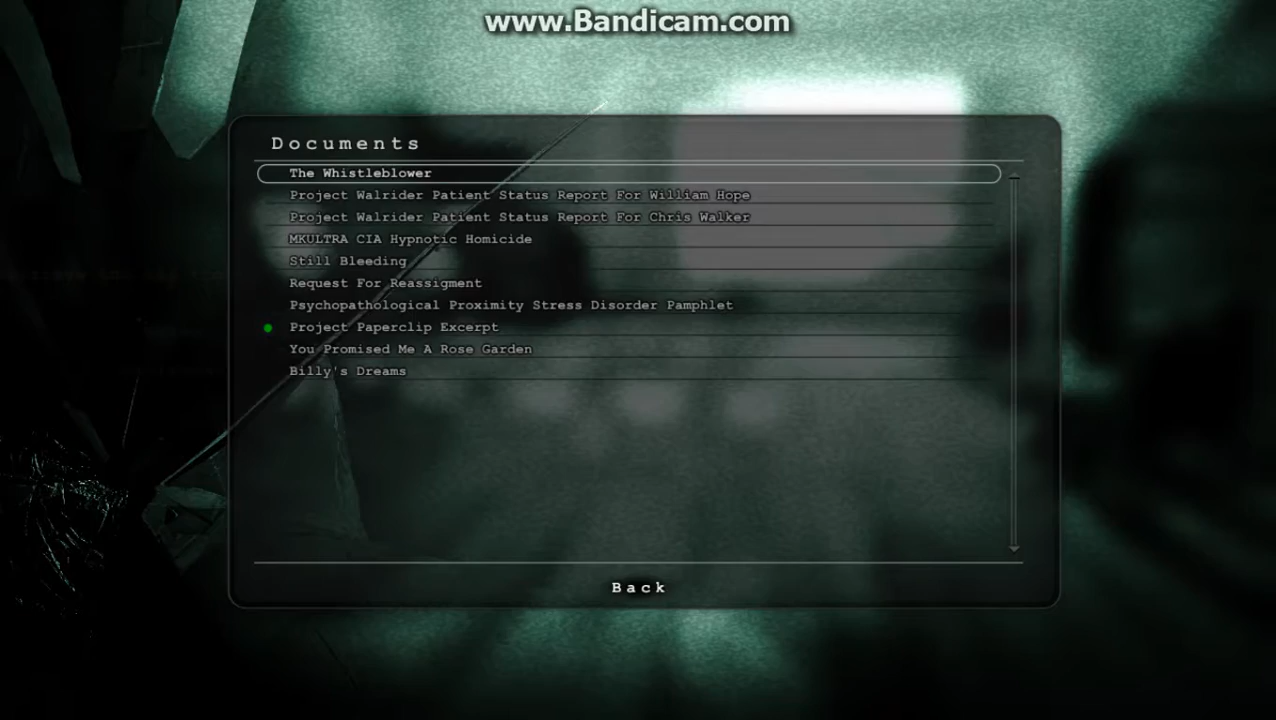 www.Bandicam.com
Documents
The Whistleblower
Project Walrider Patient Status Report For William Hope
Project Walrider Patient Status Report For Chris Walker
MKULTRA CIA Hypnotic Homicide
Still Bleeding
Request For Reassigment
Psychopathological Proximity Stress Disorder Pamphlet
Project Paperclip Excerpt
You Promised Me A Rose Garden
Billy's Dreams
Back